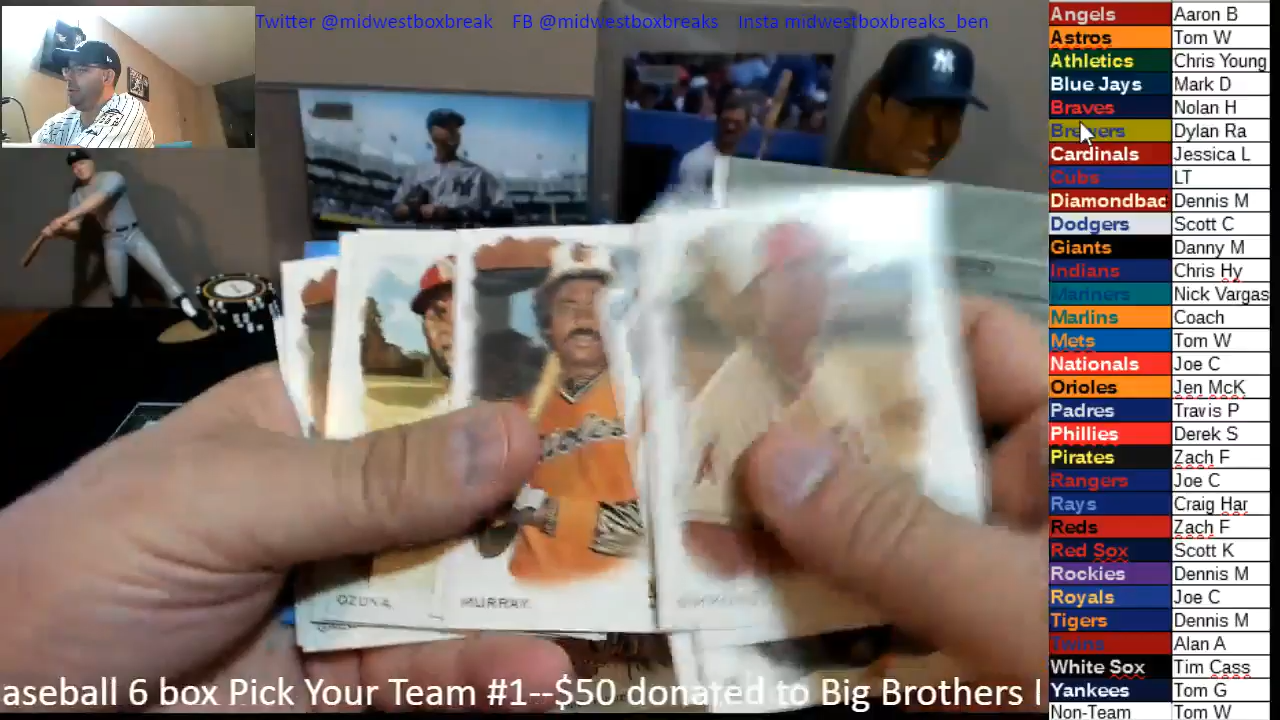 Twitter @midwestboxbreak FB @midwestboxbreaks Insta midwestboxbreaks_ben
Angels Aaron B
Astros Tom W
Athletics Chris Young
Blue Jays Mark D
Braves Nolan H
Brewers Dylan Ra
Cardinals Jessica L
Cubs LT
Diamondbac Dennis M
Dodgers Scott C
Giants Danny M
Indians Chris Hy
Mariners Nick Vargas
Marlins Coach
Mets Tom W
Nationals Joe C
Orioles Jen McK
Padres Travis P
Phillies Derek S
Pirates Zach F
Rangers Joe C
Rays Craig Har
Reds Zach F
Red Sox Scott K
Rockies Dennis M
Royals Joe C
Tigers Dennis M
Twins Alan A
White Sox Tim Cass
Yankees Tom G
Non-Team Tom W
OZUNA
MURRAY
aseball 6 box Pick Your Team #1--$50 donated to Big Brothers